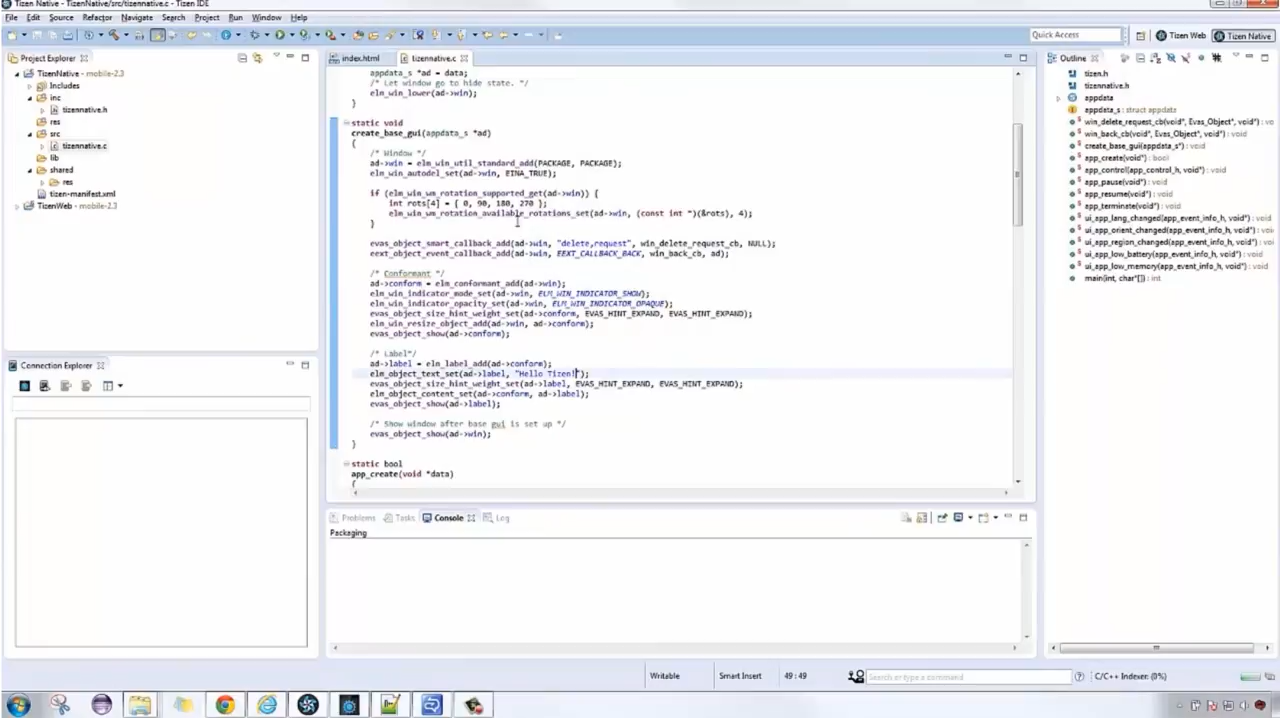 Tizen Native - TizenNative/src/tizennative.c - Tizen IDE
File Edit Source Refactor Navigate Search Project Run Window Help
Quick Access Tizen Web Tizen Native
Project Explorer
TizenNative - mobile-2.3
Includes
inc
tizennative.h
res
src
tizennative.c
lib
shared
res
tizen-manifest.xml
TizenWeb - mobile-2.3
Connection Explorer
index.html tizennative.c
appdata_s *ad = data;
/* Let window go to hide state. */
elm_win_lower(ad->win);
}
static void
create_base_gui(appdata_s *ad)
{
/* Window */
ad->win = elm_win_util_standard_add(PACKAGE, PACKAGE);
elm_win_autodel_set(ad->win, EINA_TRUE);
if (elm_win_wm_rotation_supported_get(ad->win)) {
int rots[4] = { 0, 90, 180, 270 };
elm_win_wm_rotation_available_rotations_set(ad->win, (const int *)(&rots), 4);
}
evas_object_smart_callback_add(ad->win, "delete,request", win_delete_request_cb, NULL);
eext_object_event_callback_add(ad->win, EEXT_CALLBACK_BACK, win_back_cb, ad);
/* Conformant */
ad->conform = elm_conformant_add(ad->win);
elm_win_indicator_mode_set(ad->win, ELM_WIN_INDICATOR_SHOW);
elm_win_indicator_opacity_set(ad->win, ELM_WIN_INDICATOR_OPAQUE);
evas_object_size_hint_weight_set(ad->conform, EVAS_HINT_EXPAND, EVAS_HINT_EXPAND);
elm_win_resize_object_add(ad->win, ad->conform);
evas_object_show(ad->conform);
/* Label*/
ad->label = elm_label_add(ad->conform);
elm_object_text_set(ad->label, "Hello Tizen!");
evas_object_size_hint_weight_set(ad->label, EVAS_HINT_EXPAND, EVAS_HINT_EXPAND);
elm_object_content_set(ad->conform, ad->label);
evas_object_show(ad->label);
/* Show window after base gui is set up */
evas_object_show(ad->win);
}
static bool
app_create(void *data)
{
Problems Tasks Console Log
Packaging
Outline
tizen.h
tizennative.h
appdata
appdata_s : struct appdata
win_delete_request_cb(void*, Evas_Object*, void*) : vo
win_back_cb(void*, Evas_Object*, void*) : void
create_base_gui(appdata_s*) : void
app_create(void*) : bool
app_control(app_control_h, void*) : void
app_pause(void*) : void
app_resume(void*) : void
app_terminate(void*) : void
ui_app_lang_changed(app_event_info_h, void*) : vo
ui_app_orient_changed(app_event_info_h, void*) : vo
ui_app_region_changed(app_event_info_h, void*) : vo
ui_app_low_battery(app_event_info_h, void*) : void
ui_app_low_memory(app_event_info_h, void*) : void
main(int, char*[]) : int
Writable Smart Insert 49 : 49 Search or type a command C/C++ Indexer: (0%)